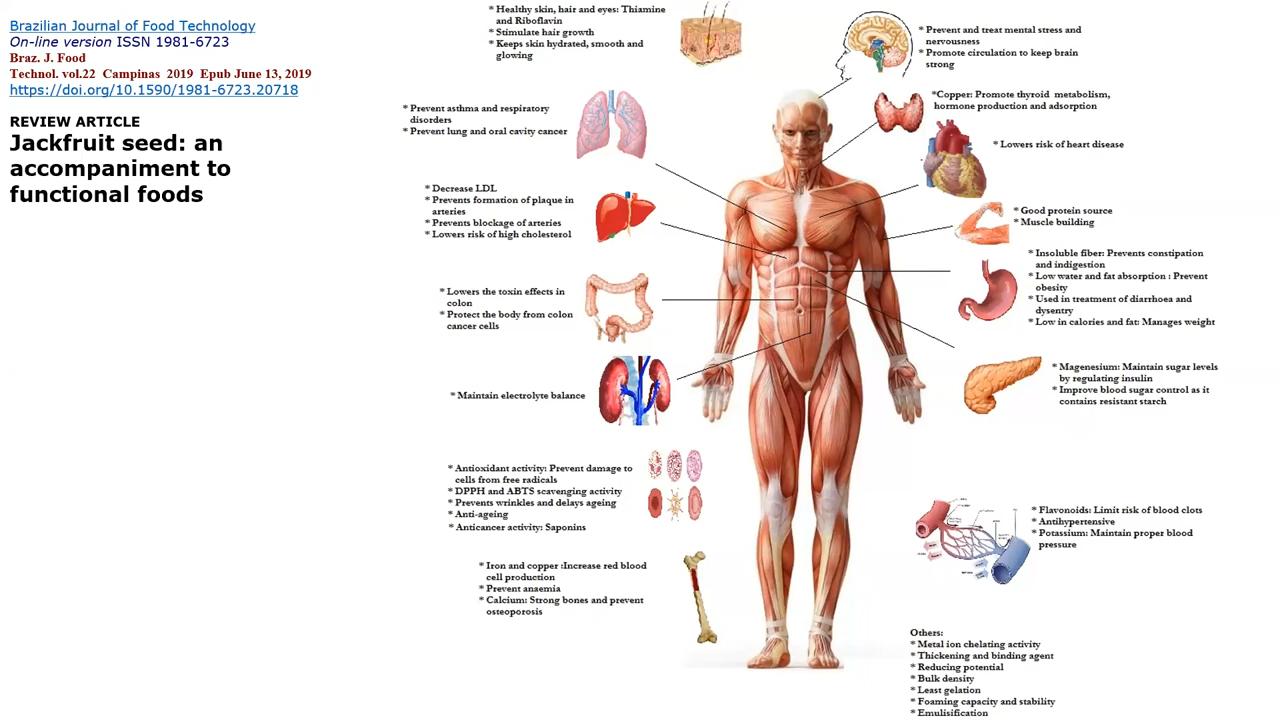 Brazilian Journal of Food Technology
On-line version ISSN 1981-6723
Braz. J. Food
Technol. vol.22 Campinas 2019 Epub June 13, 2019
https://doi.org/10.1590/1981-6723.20718
REVIEW ARTICLE
Jackfruit seed: an
accompaniment to
functional foods
* Healthy skin, hair and eyes: Thiamine
and Riboflavin
* Stimulate hair growth
* Keeps skin hydrated, smooth and
glowing
* Prevent asthma and respiratory
disorders
* Prevent lung and oral cavity cancer
* Decrease LDL
* Prevents formation of plaque in
arteries
* Prevents blockage of arteries
* Lowers risk of high cholesterol
* Lowers the toxin effects in
colon
* Protect the body from colon
cancer cells
* Maintain electrolyte balance
* Antioxidant activity: Prevent damage to
cells from free radicals
* DPPH and ABTS scavenging activity
* Prevents wrinkles and delays ageing
* Anti-ageing
* Anticancer activity: Saponins
* Iron and copper :Increase red blood
cell production
* Prevent anaemia
* Calcium: Strong bones and prevent
osteoporosis
* Prevent and treat mental stress and
nervousness
* Promote circulation to keep brain
strong
*Copper: Promote thyroid metabolism,
hormone production and adsorption
* Lowers risk of heart disease
* Good protein source
* Muscle building
* Insoluble fiber: Prevents constipation
and indigestion
* Low water and fat absorption : Prevent
obesity
* Used in treatment of diarrhoea and
dysentry
* Low in calories and fat: Manages weight
* Magenesium: Maintain sugar levels
by regulating insulin
* Improve blood sugar control as it
contains resistant starch
* Flavonoids: Limit risk of blood clots
* Antihypertensive
* Potassium: Maintain proper blood
pressure
Others:
* Metal ion chelating activity
* Thickening and binding agent
* Reducing potential
* Bulk density
* Least gelation
* Foaming capacity and stability
* Emulisification